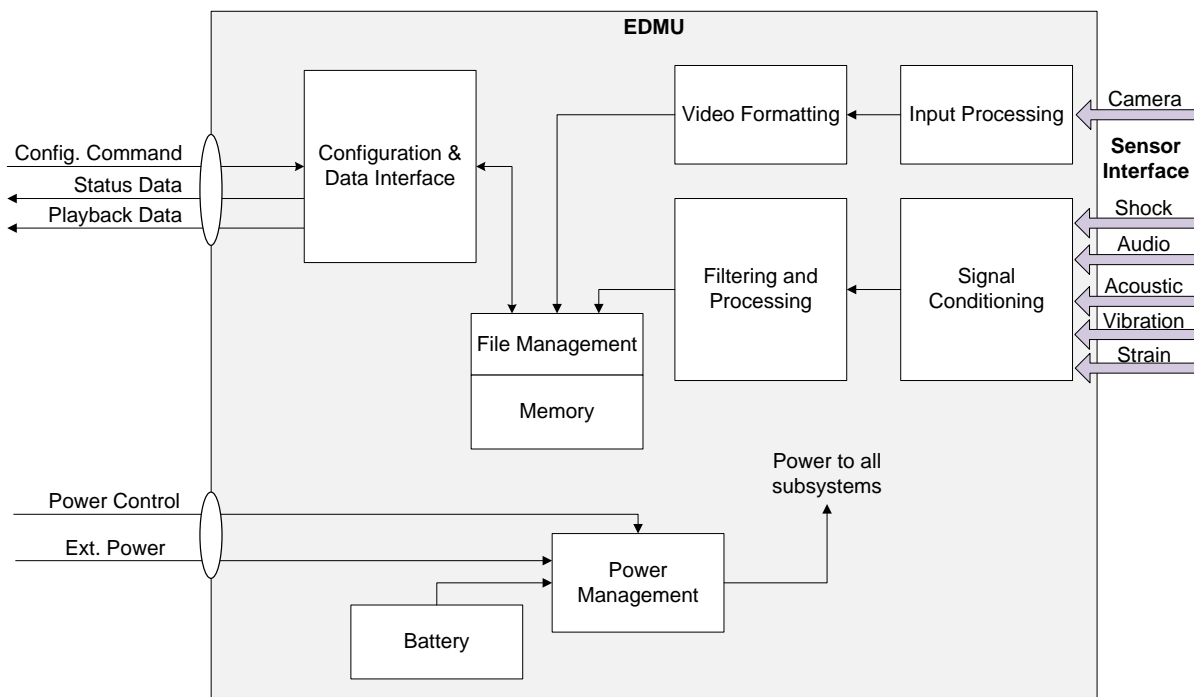 EDMU
Config. Command
Status Data
Playback Data
Configuration &
Data Interface
Video Formatting
Input Processing
Camera
Sensor
Interface
Shock
Audio
Acoustic
Vibration
Strain
Filtering and
Processing
Signal
Conditioning
File Management
Memory
Power to all
subsystems
Power Control
Ext. Power
Power
Management
Battery